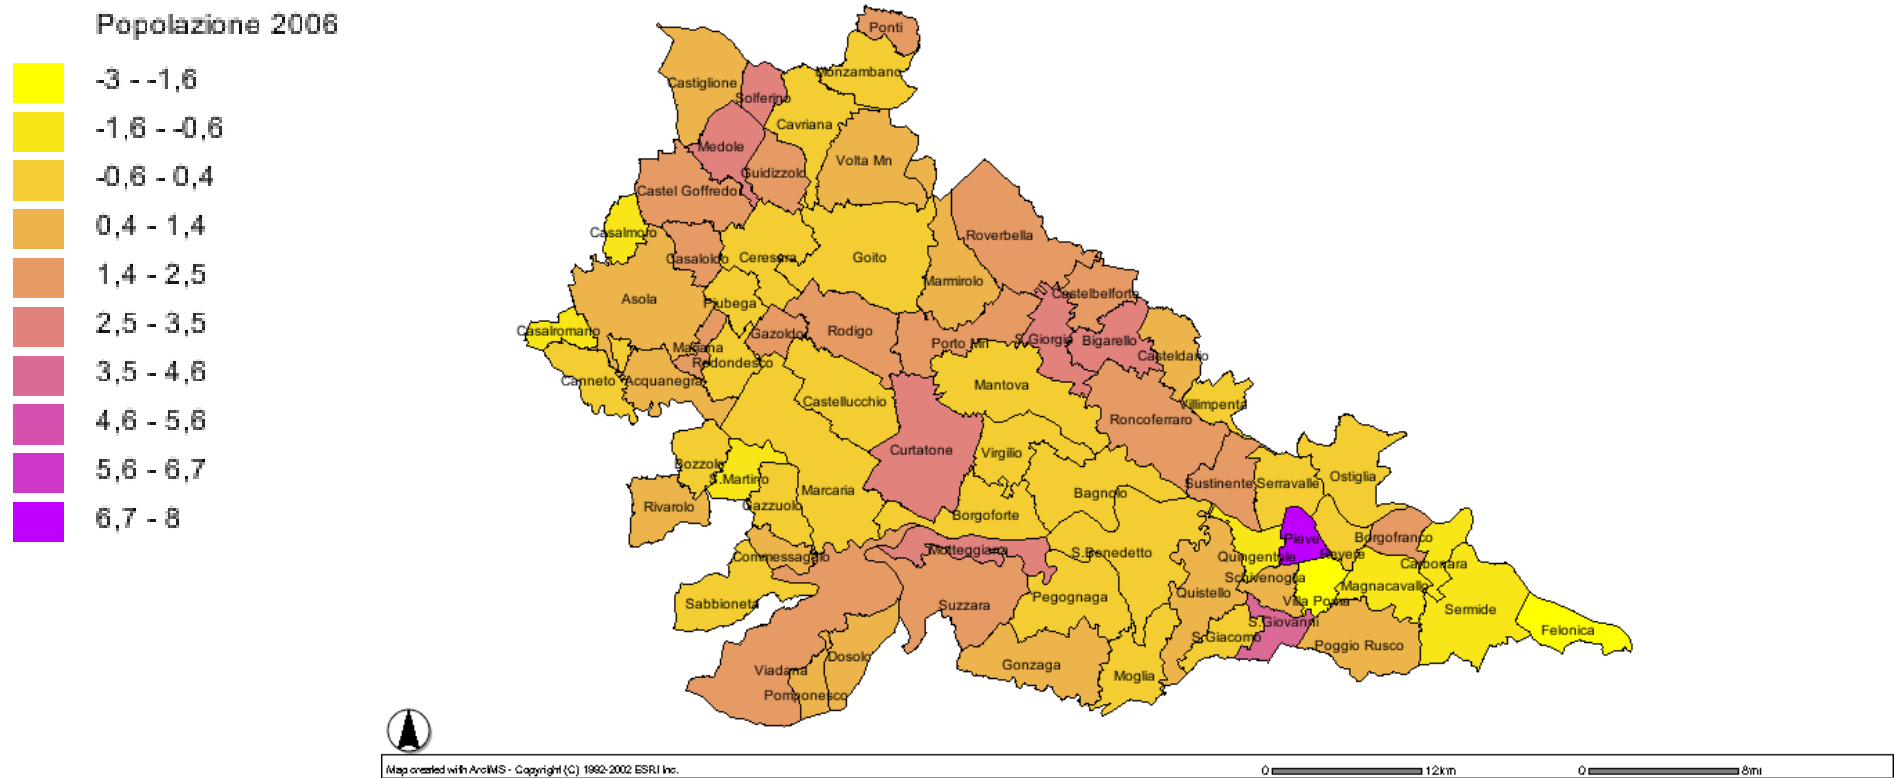 Popolazione 2006
-3 - -1,6
-1,6 - -0,6
-0,6 - 0,4
0,4 - 1,4
1,4 - 2,5
2,5 - 3,5
3,5 - 4,6
4,6 - 5,6
5,6 - 6,7
6,7 - 8
Ponti
Monzambano
Castiglione
Solferino
Cavriana
Medole
Volta Mn
Guidizzolo
Castel Goffredo
Casalmoro
Roverbella
Casaloldo
Ceresara
Goito
Marmirolo
Castelbelforte
Asola
Piubega
Casalromano
Gazoldo
Rodigo
Porto Mn
S.Giorgio
Bigarello
Mariana
Casteldario
Redondesco
Canneto
Acquanegra
Mantova
Castellucchio
Villimpenta
Roncoferraro
Curtatone
Virgilio
Bozzolo
S.Martino
Ostiglia
Sustinente
Serravalle
Marcaria
Bagnolo
Rivarolo
Gazzuolo
Borgoforte
Pieve
Borgofranco
Commessaggio
Motteggiana
S.Benedetto
Quingentole
Revere
Carbonara
Schivenoglia
Magnacavallo
Quistello
Pegognaga
Villa Poma
Sabbioneta
Suzzara
Sermide
S.Giovanni
Felonica
S.Giacomo
Poggio Rusco
Dosolo
Gonzaga
Viadana
Moglia
Pomponesco
Map created with ArcIMS - Copyright (C) 1992-2002 ESRI Inc.
0 12km 0 8mi